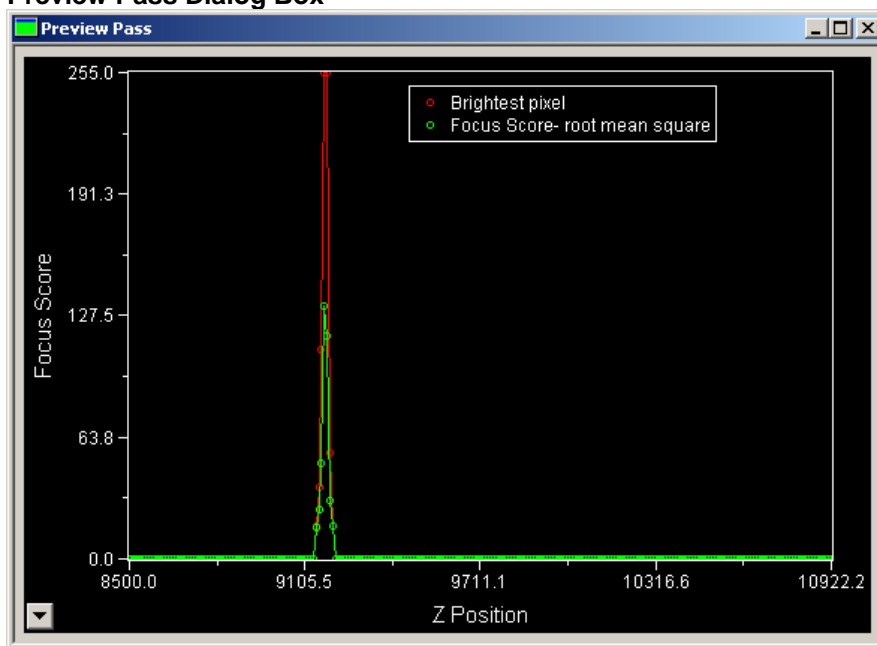 Preview Pass Dialog Box
Preview Pass
255.0
Brightest pixel
Focus Score- root mean square
191.3
127.5
63.8
0.0
Focus Score
8500.0 9105.5 9711.1 10316.6 10922.2
Z Position